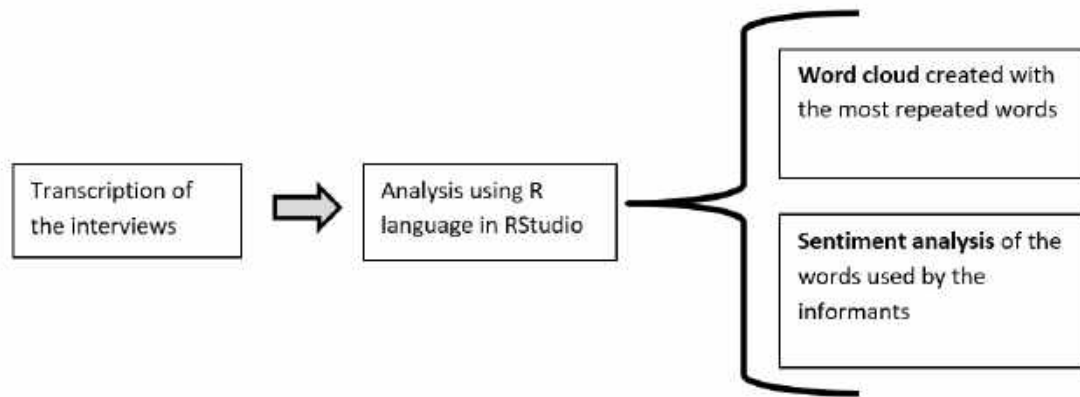 Transcription of
the interviews
Analysis using R
language in RStudio
Word cloud created with
the most repeated words
Sentiment analysis of the
words used by the
informants